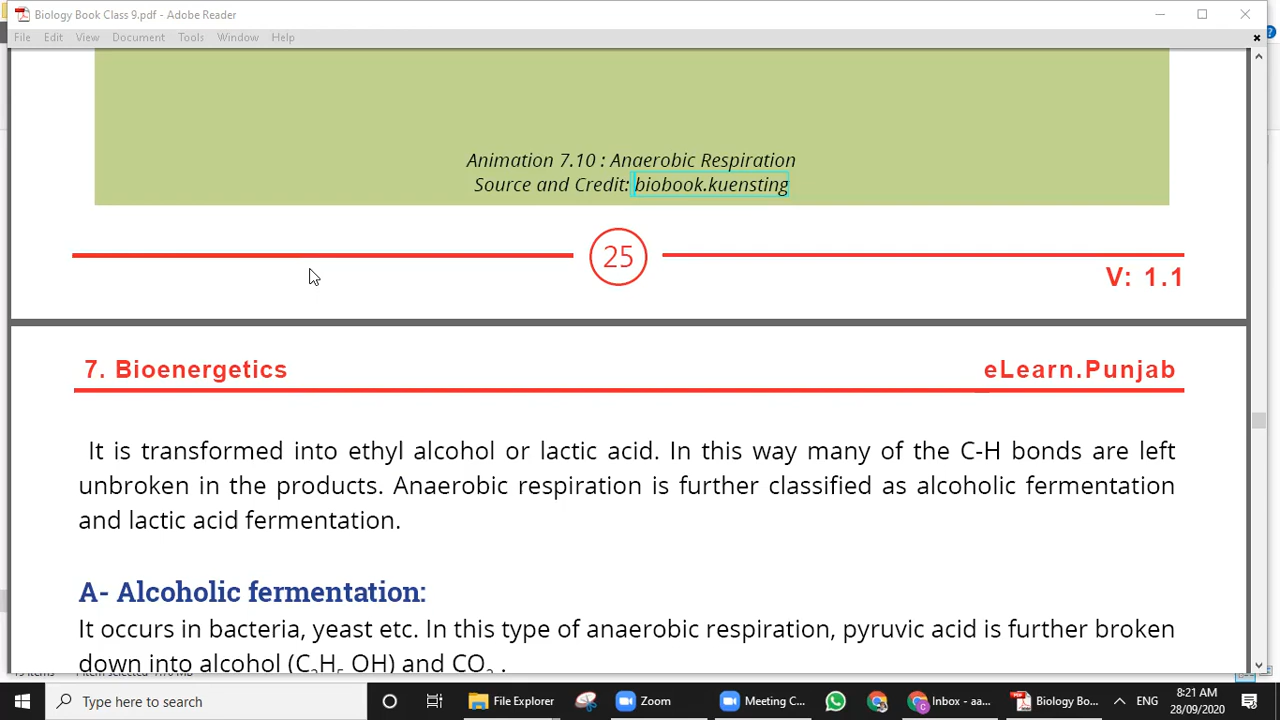 Biology Book Class 9.pdf - Adobe Reader
File Edit View Document Tools Window Help
Animation 7.10 : Anaerobic Respiration
Source and Credit: biobook.kuensting
25
V: 1.1
7. Bioenergetics eLearn.Punjab
It is transformed into ethyl alcohol or lactic acid. In this way many of the C-H bonds are left
unbroken in the products. Anaerobic respiration is further classified as alcoholic fermentation
and lactic acid fermentation.
A- Alcoholic fermentation:
It occurs in bacteria, yeast etc. In this type of anaerobic respiration, pyruvic acid is further broken
down into alcohol (C₂H₅ OH) and CO₂ .
Type here to search File Explorer Zoom Meeting C... Inbox - aa... Biology Bo... ENG
8:21 AM
28/09/2020